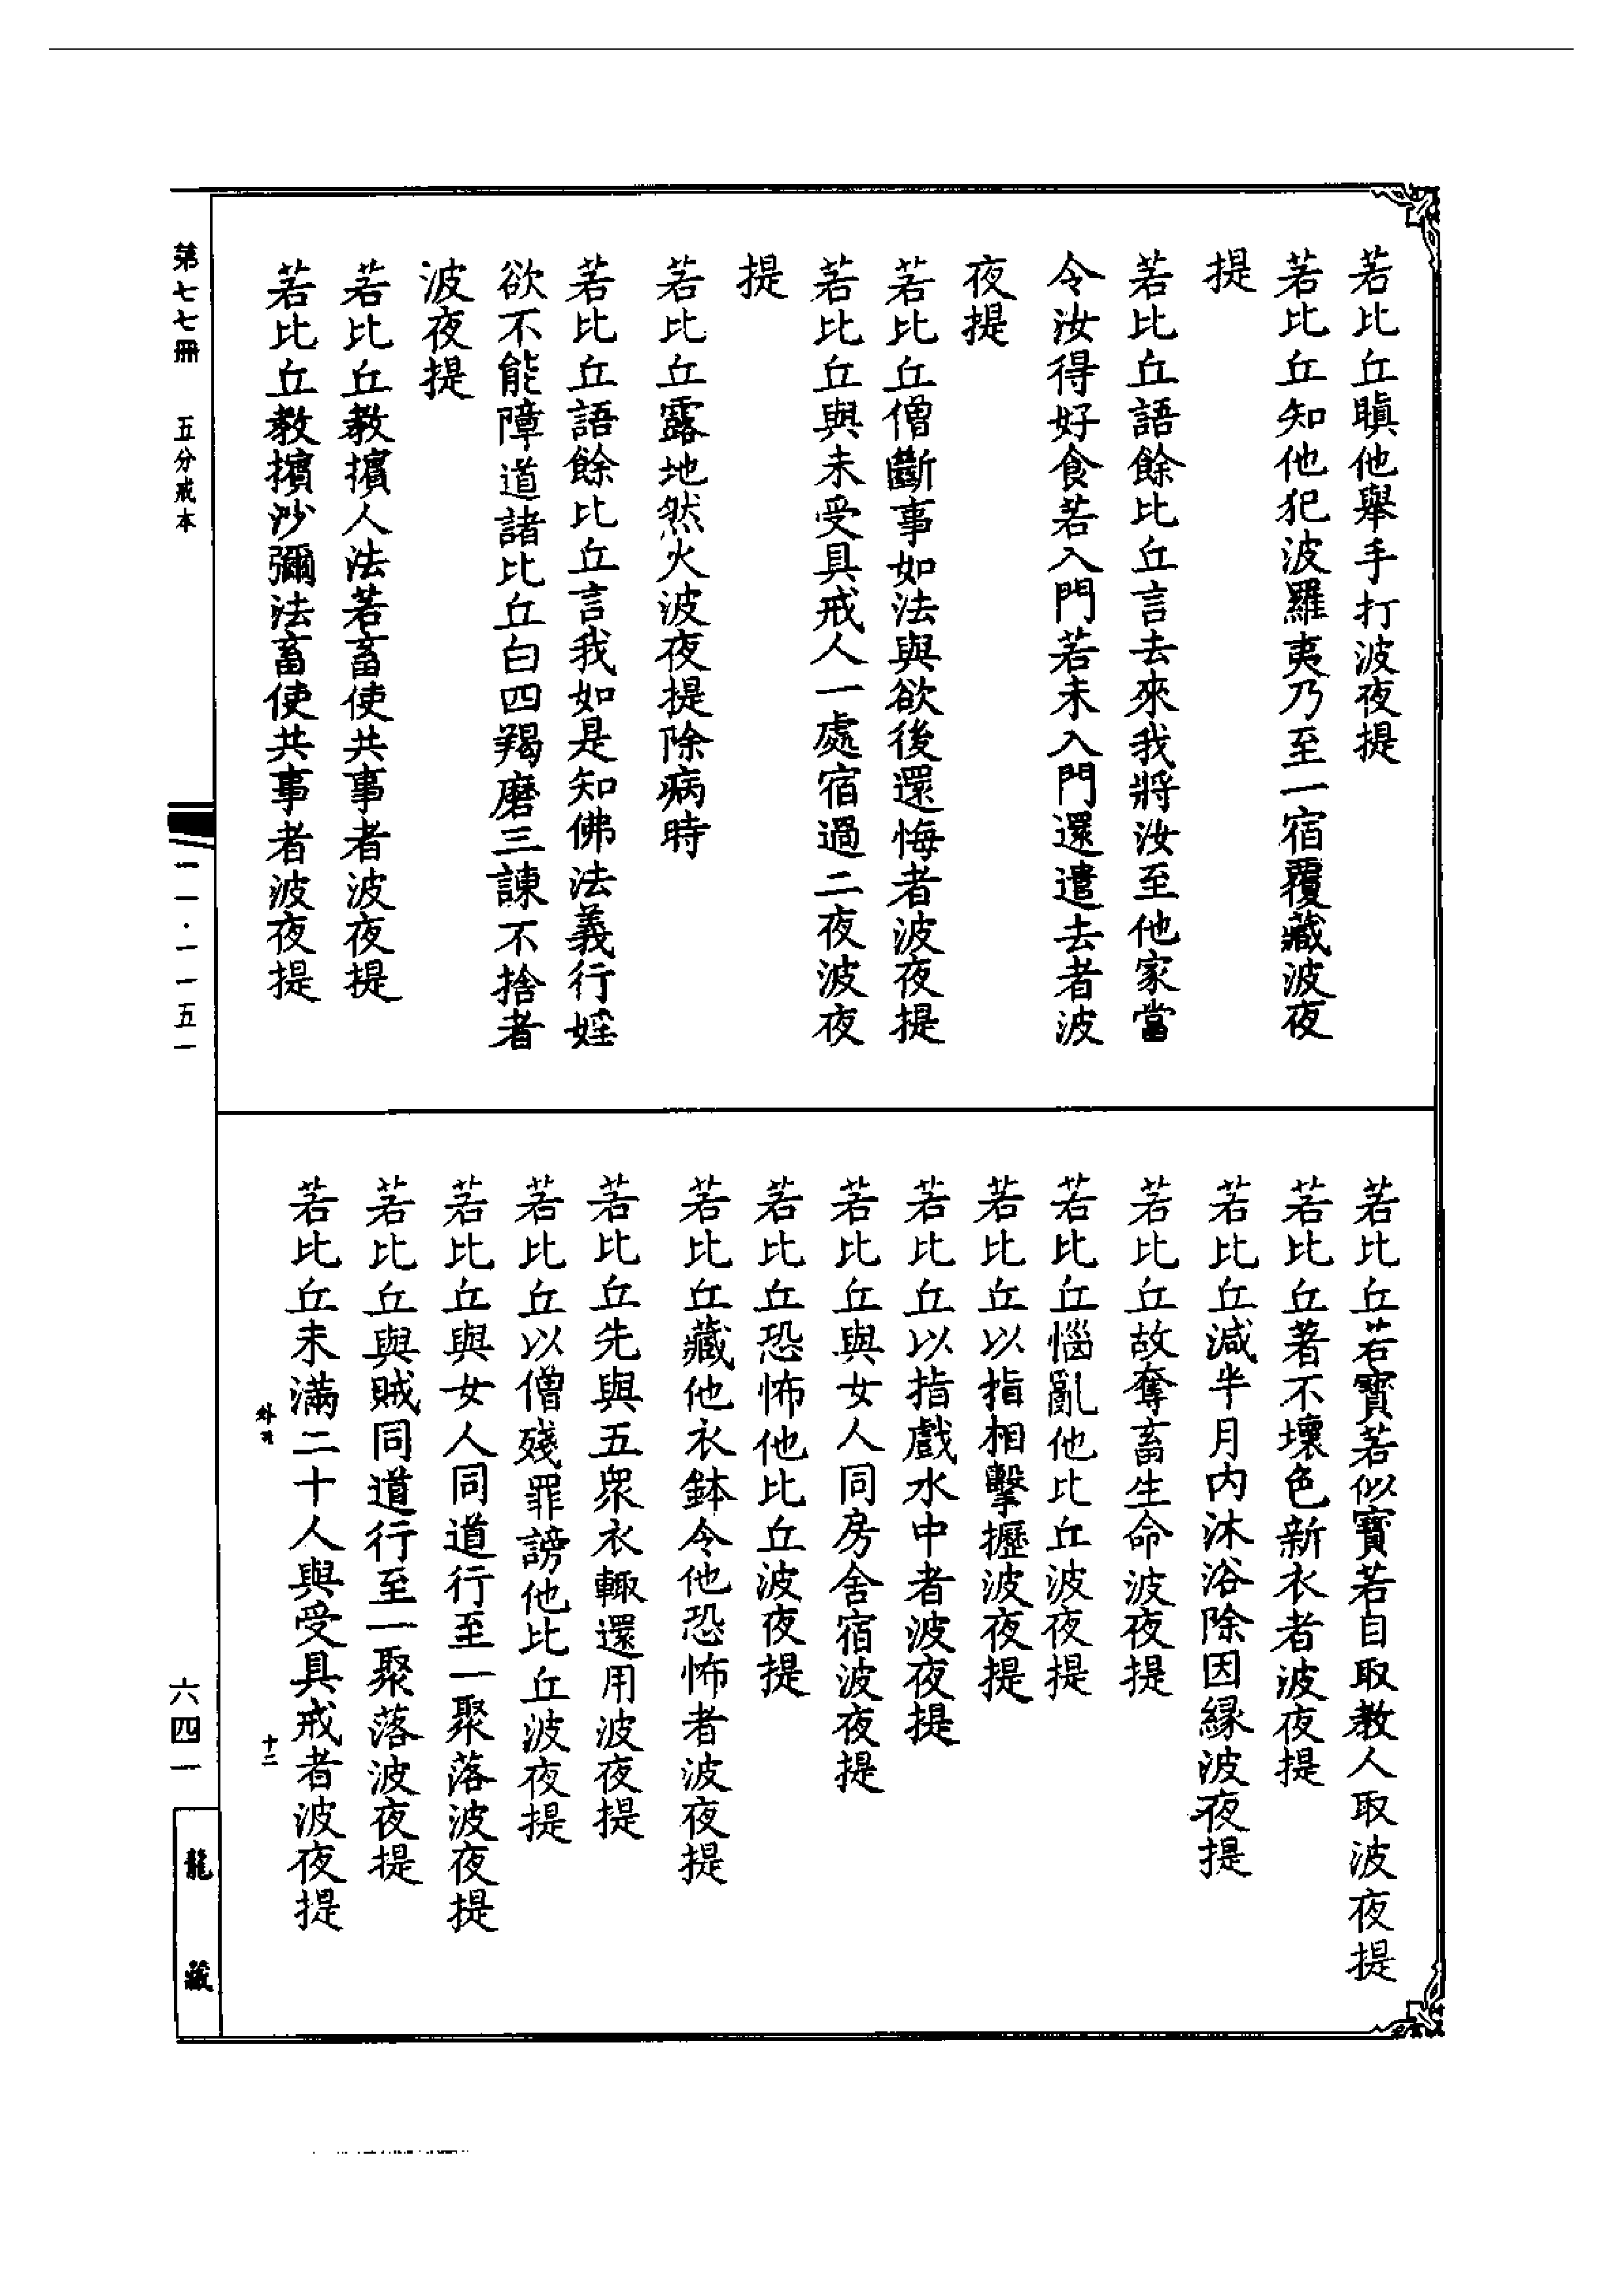 若比丘瞋他舉手打波夜提
若比丘知他犯波羅夷乃至一宿覆藏波夜
提
若比丘語餘比丘言去來我將汝至他家當
令汝得好食若入門若未入門還遣去者波
夜提
若比丘僧斷事如法與欲後還悔者波夜提
若比丘與未受具戒人一處宿過二夜波夜
提
若比丘露地然火波夜提除病時
若比丘語餘比丘言我如是知佛法義行婬
欲不能障道諸比丘白四羯磨三諫不捨者
波夜提
若比丘教擯人法若畜使共事者波夜提
若比丘教擯沙彌法畜使共事者波夜提
若比丘若寶若似寶若自取教人取波夜提
若比丘著不壞色新衣者波夜提
若比丘減半月內沐浴除因緣波夜提
若比丘故奪畜生命波夜提
若比丘惱亂他比丘波夜提
若比丘以指相擊攊波夜提
若比丘以指戲水中者波夜提
若比丘與女人同房舍宿波夜提
若比丘恐怖他比丘波夜提
若比丘藏他衣鉢令他恐怖者波夜提
若比丘先與五眾衣輙還用波夜提
若比丘以僧殘罪謗他比丘波夜提
若比丘與女人同道行至一聚落波夜提
若比丘與賊同道行至一聚落波夜提
若比丘未滿二十人與受具戒者波夜提
十二
第七七冊 五分戒本
一一·一一五一
六四一
龍藏